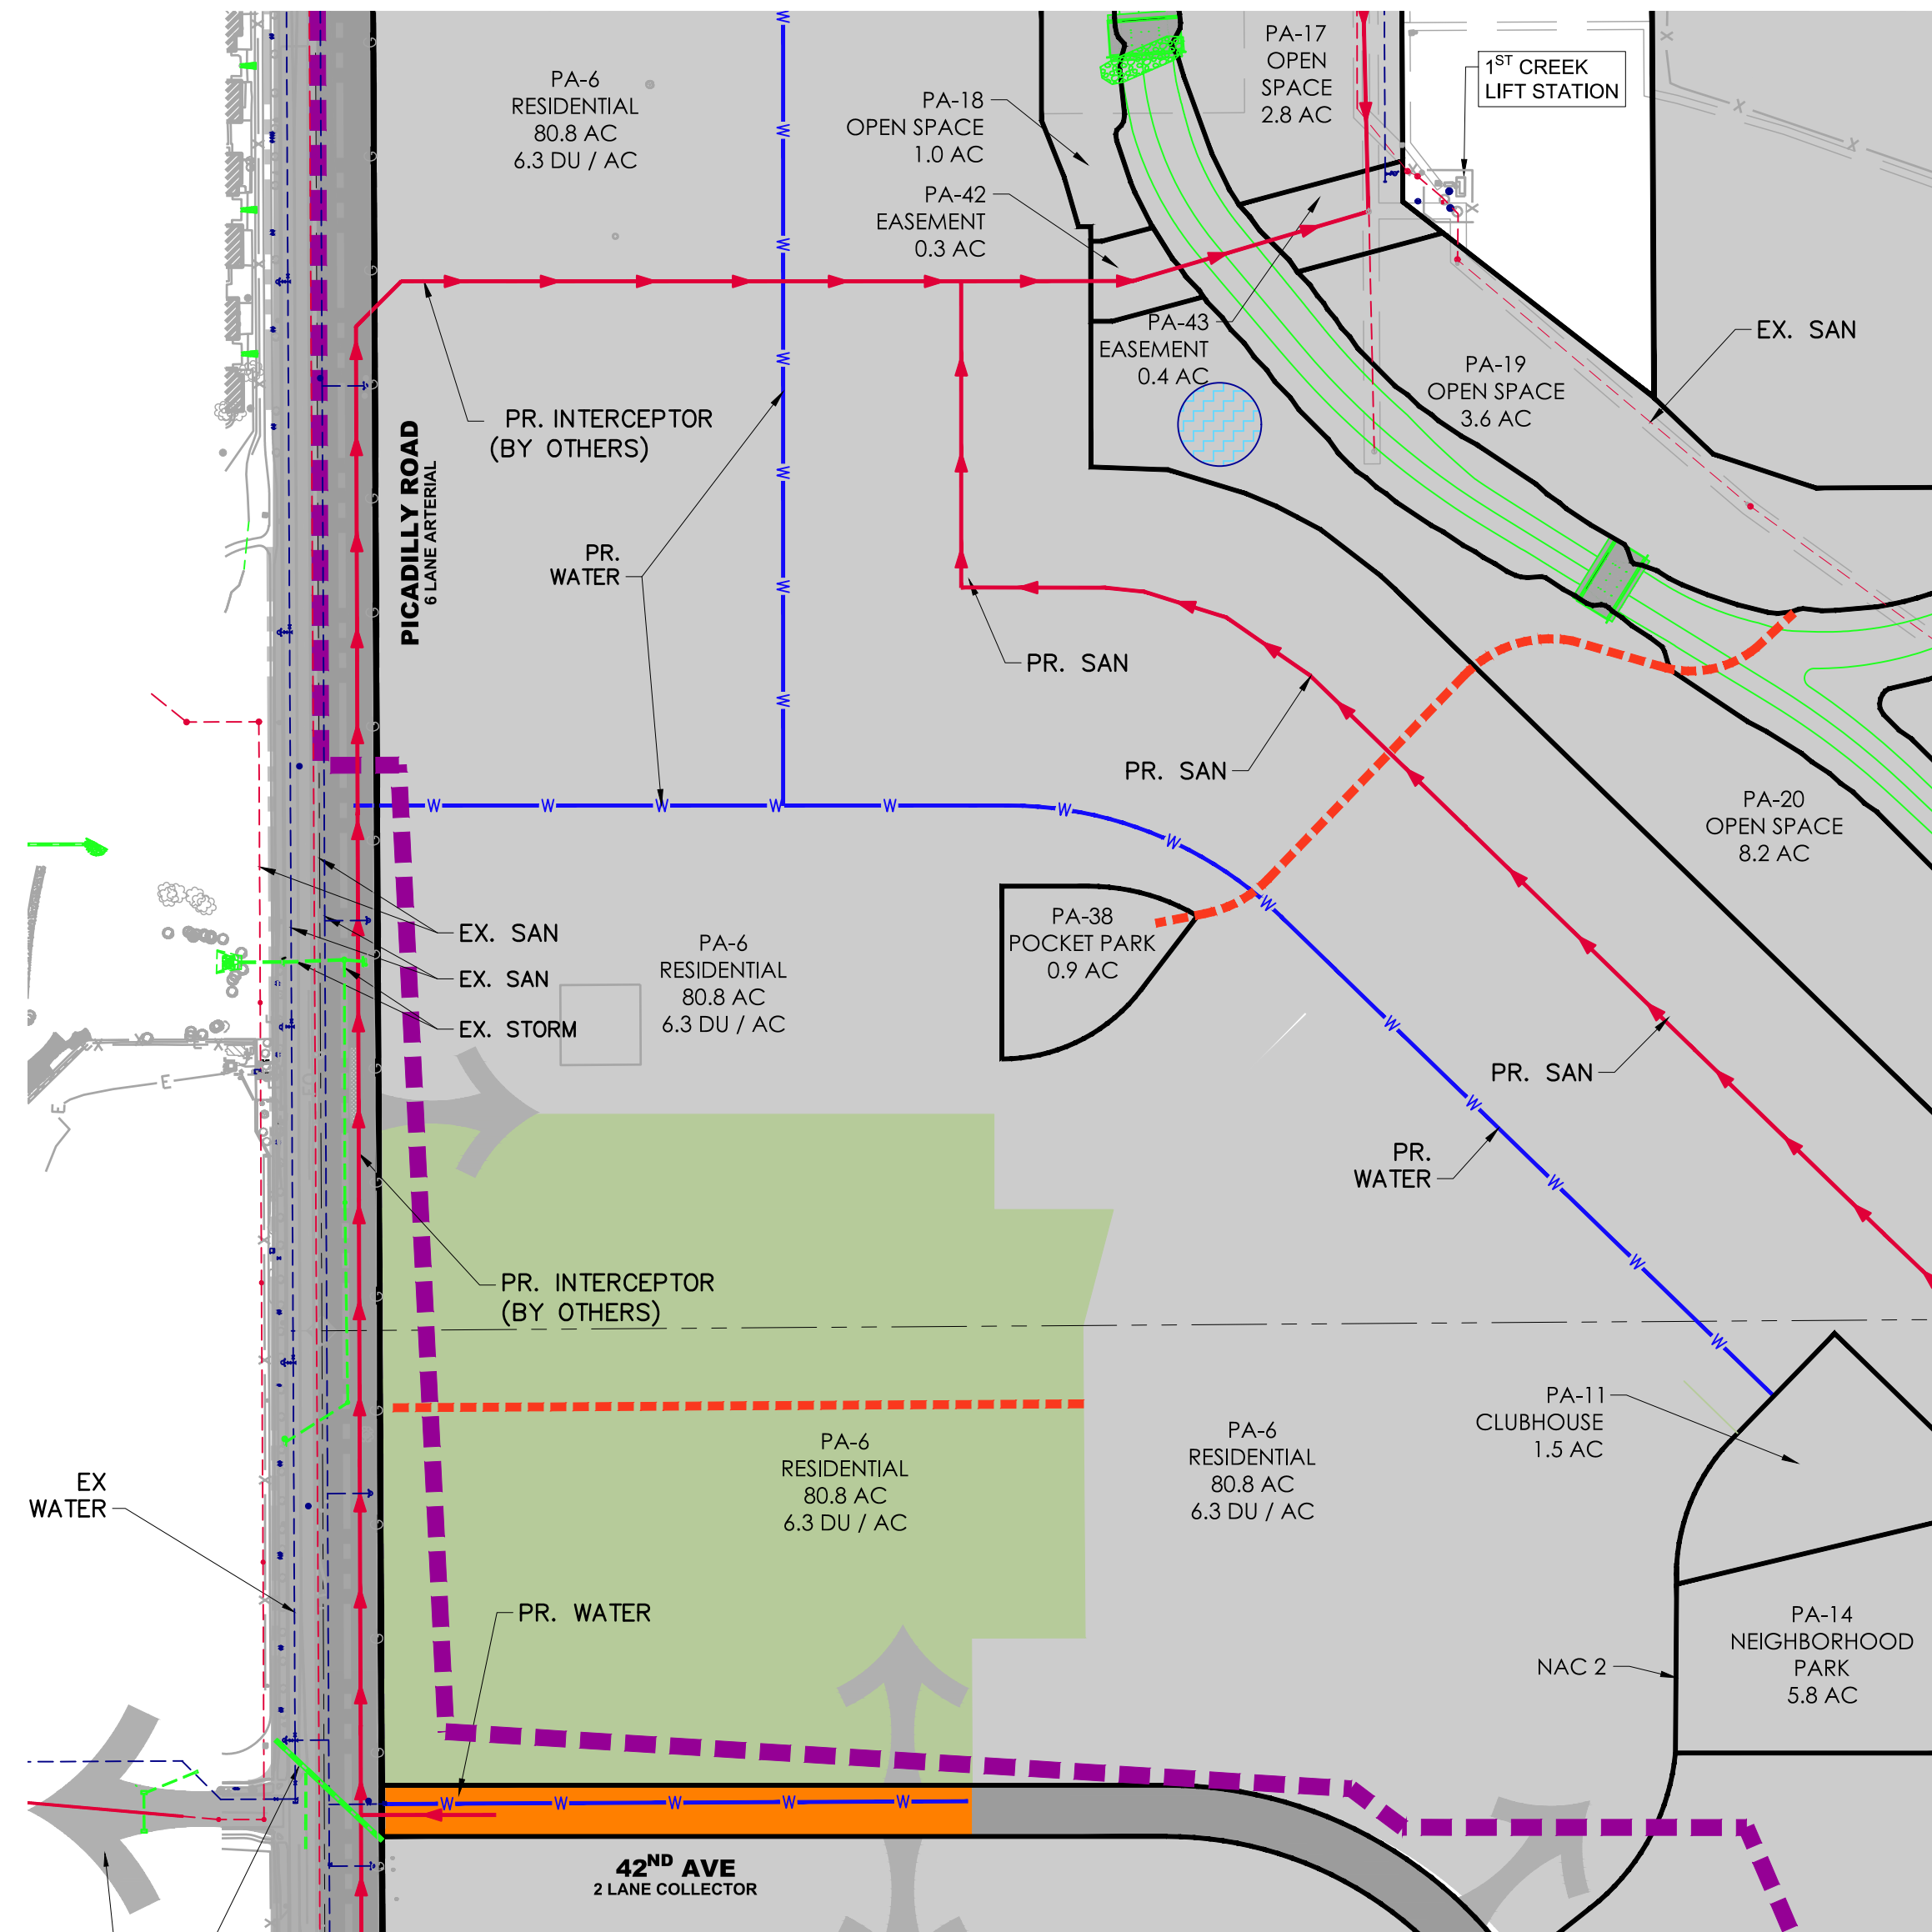 PA-6
RESIDENTIAL
80.8 AC
6.3 DU / AC
PA-18
OPEN SPACE
1.0 AC
PA-42
EASEMENT
0.3 AC
PA-17
OPEN
SPACE
2.8 AC
1ST CREEK
LIFT STATION
PA-43
EASEMENT
0.4 AC
PA-19
OPEN SPACE
3.6 AC
EX. SAN
PR. INTERCEPTOR
(BY OTHERS)
PICADILLY ROAD
6 LANE ARTERIAL
PR.
WATER
PR. SAN
PR. SAN
PA-20
OPEN SPACE
8.2 AC
EX. SAN
EX. SAN
EX. STORM
PA-6
RESIDENTIAL
80.8 AC
6.3 DU / AC
PA-38
POCKET PARK
0.9 AC
PR. SAN
PR.
WATER
PR. INTERCEPTOR
(BY OTHERS)
PA-11
CLUBHOUSE
1.5 AC
PA-6
RESIDENTIAL
80.8 AC
6.3 DU / AC
PA-6
RESIDENTIAL
80.8 AC
6.3 DU / AC
EX
WATER
PR. WATER
NAC 2
PA-14
NEIGHBORHOOD
PARK
5.8 AC
42ND AVE
2 LANE COLLECTOR